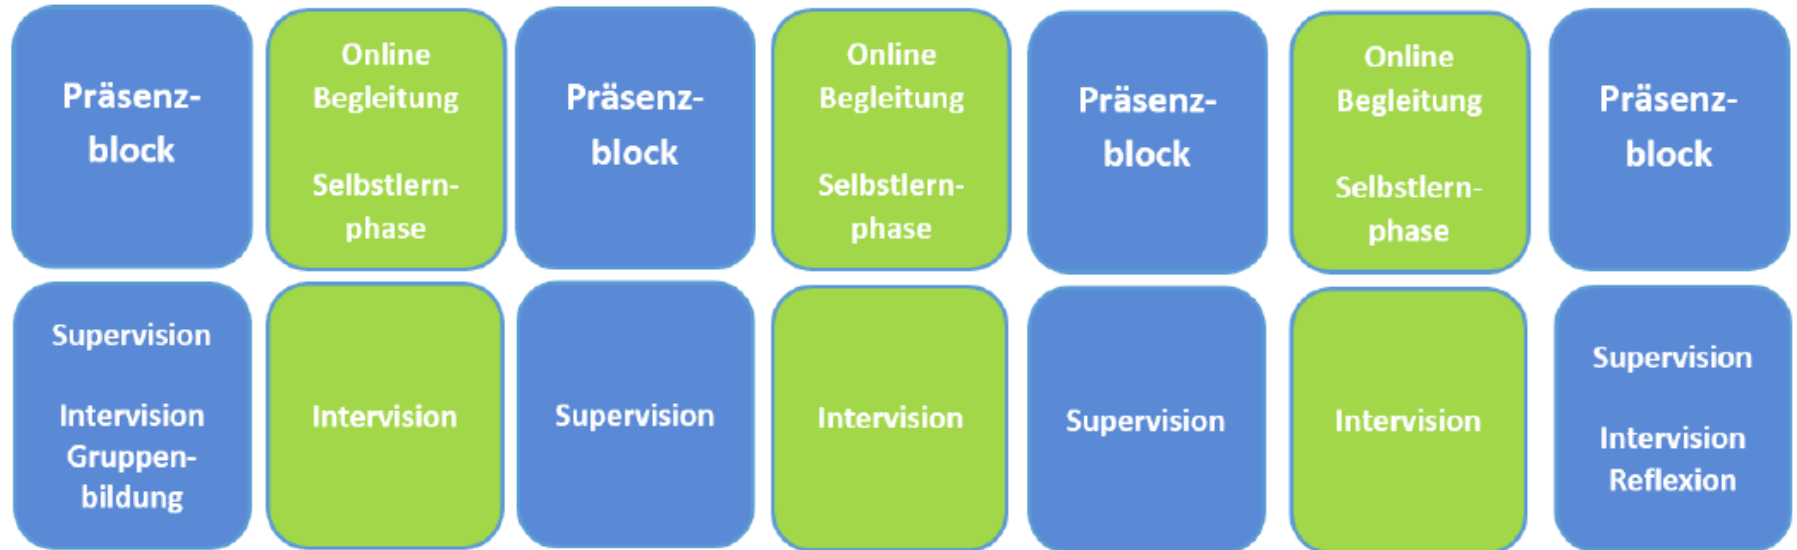 Präsenz-
block
Online
Begleitung
Selbstlern-
phase
Präsenz-
block
Online
Begleitung
Selbstlern-
phase
Präsenz-
block
Online
Begleitung
Selbstlern-
phase
Präsenz-
block
Supervision
Intervision
Gruppen-
bildung
Intervision
Supervision
Intervision
Supervision
Intervision
Supervision
Intervision
Reflexion